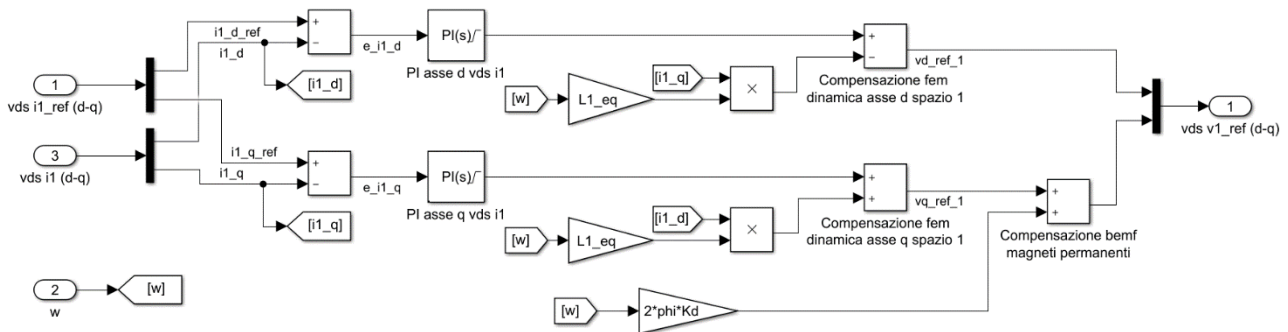 i1_d_ref
i1_d
+
−
e_i1_d
PI(s)
PI asse d vds i1
[i1_d]
1
vds i1_ref (d-q)
[w]
L1_eq
[i1_q]
×
+
−
vd_ref_1
Compensazione fem
dinamica asse d spazio 1
1
vds v1_ref (d-q)
3
vds i1 (d-q)
i1_q_ref
i1_q
+
−
e_i1_q
PI(s)
PI asse q vds i1
[i1_q]
[w]
L1_eq
[i1_d]
×
+
+
vq_ref_1
Compensazione fem
dinamica asse q spazio 1
+
+
Compensazione bemf
magneti permanenti
2
w
[w]
[w]
2*phi*Kd